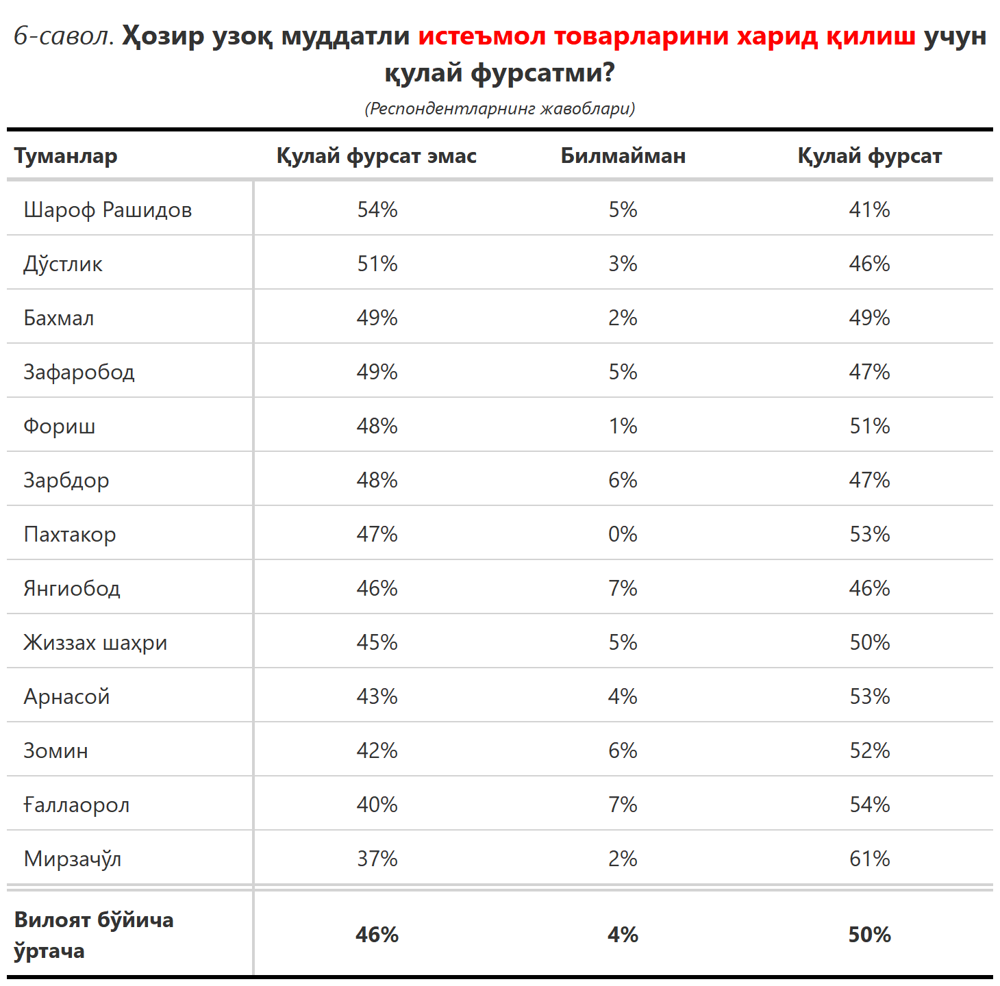 6-савол. Ҳозир узоқ муддатли истеъмол товарларини харид қилиш учун
қулай фурсатми?
(Респондентларнинг жавоблари)
Туманлар Қулай фурсат эмас Билмайман Қулай фурсат
Шароф Рашидов 54% 5% 41%
Дўстлик 51% 3% 46%
Бахмал 49% 2% 49%
Зафаробод 49% 5% 47%
Фориш 48% 1% 51%
Зарбдор 48% 6% 47%
Пахтакор 47% 0% 53%
Янгиобод 46% 7% 46%
Жиззах шаҳри 45% 5% 50%
Арнасой 43% 4% 53%
Зомин 42% 6% 52%
Ғаллаорол 40% 7% 54%
Мирзачўл 37% 2% 61%
Вилоят бўйича
ўртача 46% 4% 50%